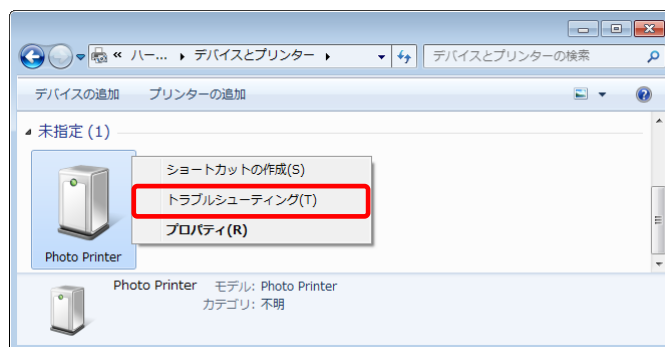 « ハー... ▸ デバイスとプリンター ▸ デバイスとプリンターの検索
デバイスの追加 プリンターの追加
未指定 (1)
ショートカットの作成(S)
トラブルシューティング(T)
プロパティ(R)
Photo Printer
Photo Printer モデル: Photo Printer
カテゴリ: 不明